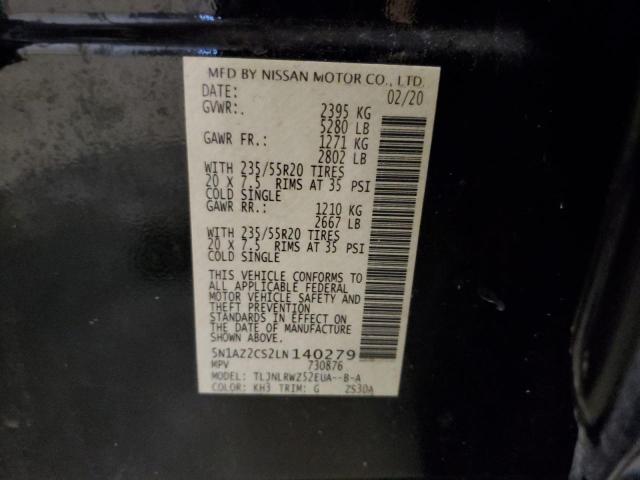 MFD BY NISSAN MOTOR CO., LTD.
DATE: 02/20
GVWR:. 2395 KG
5280 LB
GAWR FR.: 1271 KG
2802 LB
WITH 235/55R20 TIRES
20 X 7.5 RIMS AT 35 PSI
COLD SINGLE
GAWR RR.: 1210 KG
2667 LB
WITH 235/55R20 TIRES
20 X 7.5 RIMS AT 35 PSI
COLD SINGLE
THIS VEHICLE CONFORMS TO
ALL APPLICABLE FEDERAL
MOTOR VEHICLE SAFETY AND
THEFT PREVENTION
STANDARDS IN EFFECT ON
THE DATE OF MANUFACTURE
SHOWN ABOVE.
5N1AZ2CS2LN140279
MPV 730876
MODEL: TLJNLRWZ52EUA--B-A
COLOR: KH3 TRIM: G ZS3DA